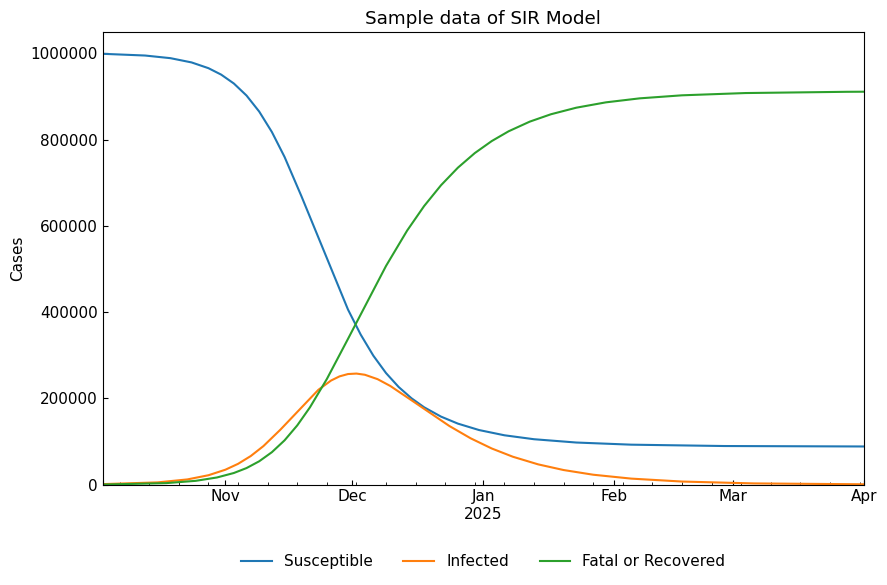 Sample data of SIR Model
1000000
800000
600000
400000
200000
0
Cases
Nov Dec Jan Feb Mar Apr
2025
Susceptible Infected Fatal or Recovered